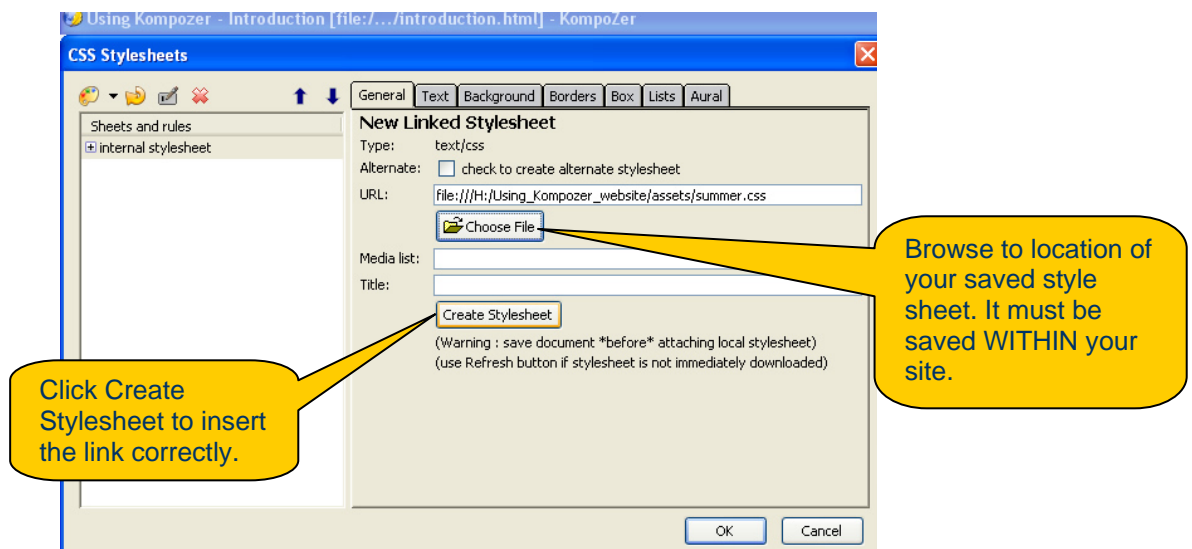 Using Kompozer - Introduction [file:/.../introduction.html] - KompoZer
CSS Stylesheets
General Text Background Borders Box Lists Aural
Sheets and rules
internal stylesheet
New Linked Stylesheet
Type: text/css
Alternate: check to create alternate stylesheet
URL: file:///H:/Using_Kompozer_website/assets/summer.css
Choose File
Media list:
Title:
Create Stylesheet
(Warning : save document *before* attaching local stylesheet)
(use Refresh button if stylesheet is not immediately downloaded)
OK Cancel
Browse to location of
your saved style
sheet. It must be
saved WITHIN your
site.
Click Create
Stylesheet to insert
the link correctly.